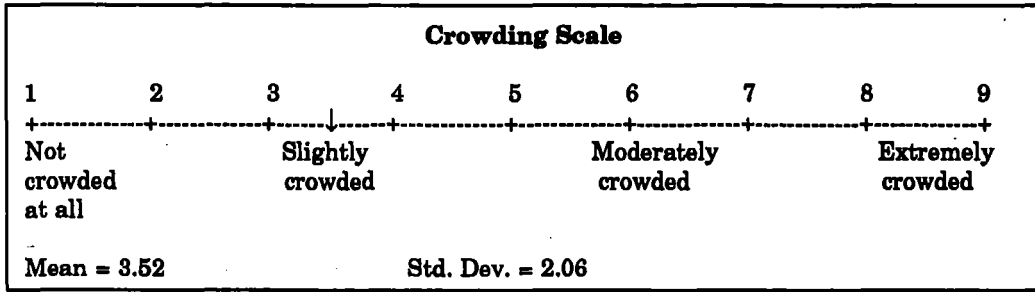 Crowding Scale
1 2 3 4 5 6 7 8 9
Not Slightly Moderately Extremely
crowded crowded crowded crowded
at all
Mean = 3.52 Std. Dev. = 2.06